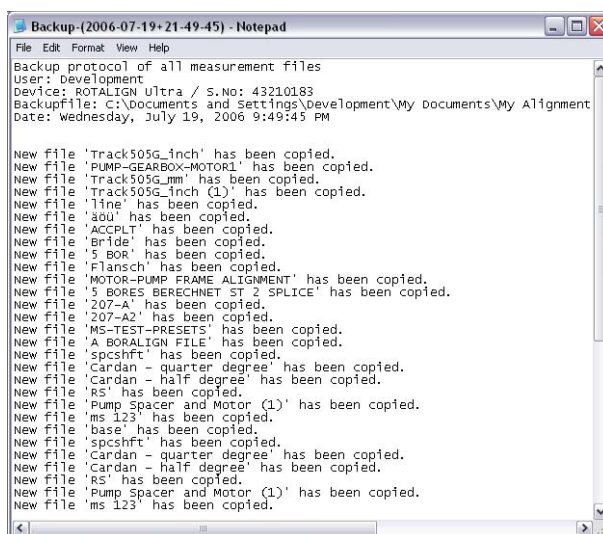 Backup-(2006-07-19+21-49-45) - Notepad
File Edit Format View Help
Backup protocol of all measurement files
User: Development
Device: ROTALIGN Ultra / S.No: 43210183
Backupfile: C:\Documents and Settings\Development\My Documents\My Alignment
Date: Wednesday, July 19, 2006 9:49:45 PM
New file 'Track505G_inch' has been copied.
New file 'PUMP-GEARBOX-MOTOR1' has been copied.
New file 'Track505G_mm' has been copied.
New file 'Track505G_inch (1)' has been copied.
New file 'line' has been copied.
New file 'äöü' has been copied.
New file 'ACCPLT' has been copied.
New file 'Bride' has been copied.
New file '5 BOR' has been copied.
New file 'Flansch' has been copied.
New file 'MOTOR-PUMP FRAME ALIGNMENT' has been copied.
New file '5 BORES BERECHNET ST 2 SPLICE' has been copied.
New file '207-A' has been copied.
New file '207-A2' has been copied.
New file 'MS-TEST-PRESETS' has been copied.
New file 'A BORALIGN FILE' has been copied.
New file 'spcshft' has been copied.
New file 'Cardan - quarter degree' has been copied.
New file 'Cardan - half degree' has been copied.
New file 'RS' has been copied.
New file 'Pump Spacer and Motor (1)' has been copied.
New file 'ms 123' has been copied.
New file 'base' has been copied.
New file 'spcshft' has been copied.
New file 'Cardan - quarter degree' has been copied.
New file 'Cardan - half degree' has been copied.
New file 'RS' has been copied.
New file 'Pump Spacer and Motor (1)' has been copied.
New file 'ms 123' has been copied.